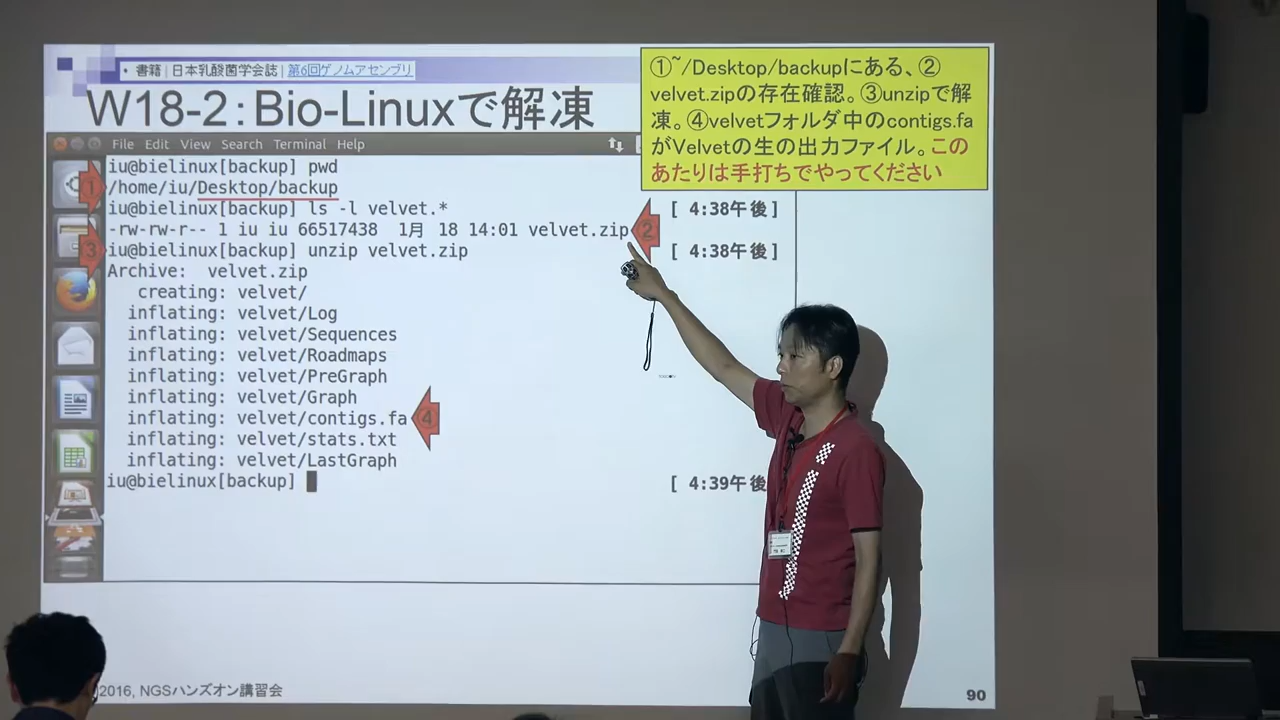 ・書籍｜日本乳酸菌学会誌｜第6回ゲノムアセンブリ
W18-2：Bio-Linuxで解凍
①~/Desktop/backupにある、②
velvet.zipの存在確認。③unzipで解
凍。④velvetフォルダ中のcontigs.fa
がVelvetの生の出力ファイル。この
あたりは手打ちでやってください
File Edit View Search Terminal Help
iu@bielinux[backup] pwd
①
/home/iu/Desktop/backup
iu@bielinux[backup] ls -l velvet.* [ 4:38午後]
-rw-rw-r-- 1 iu iu 66517438 1月 18 14:01 velvet.zip ②
③
iu@bielinux[backup] unzip velvet.zip [ 4:38午後]
Archive: velvet.zip
creating: velvet/
inflating: velvet/Log
inflating: velvet/Sequences
inflating: velvet/Roadmaps
inflating: velvet/PreGraph
inflating: velvet/Graph
inflating: velvet/contigs.fa ④
inflating: velvet/stats.txt
inflating: velvet/LastGraph
iu@bielinux[backup] [ 4:39午後
2016, NGSハンズオン講習会
90